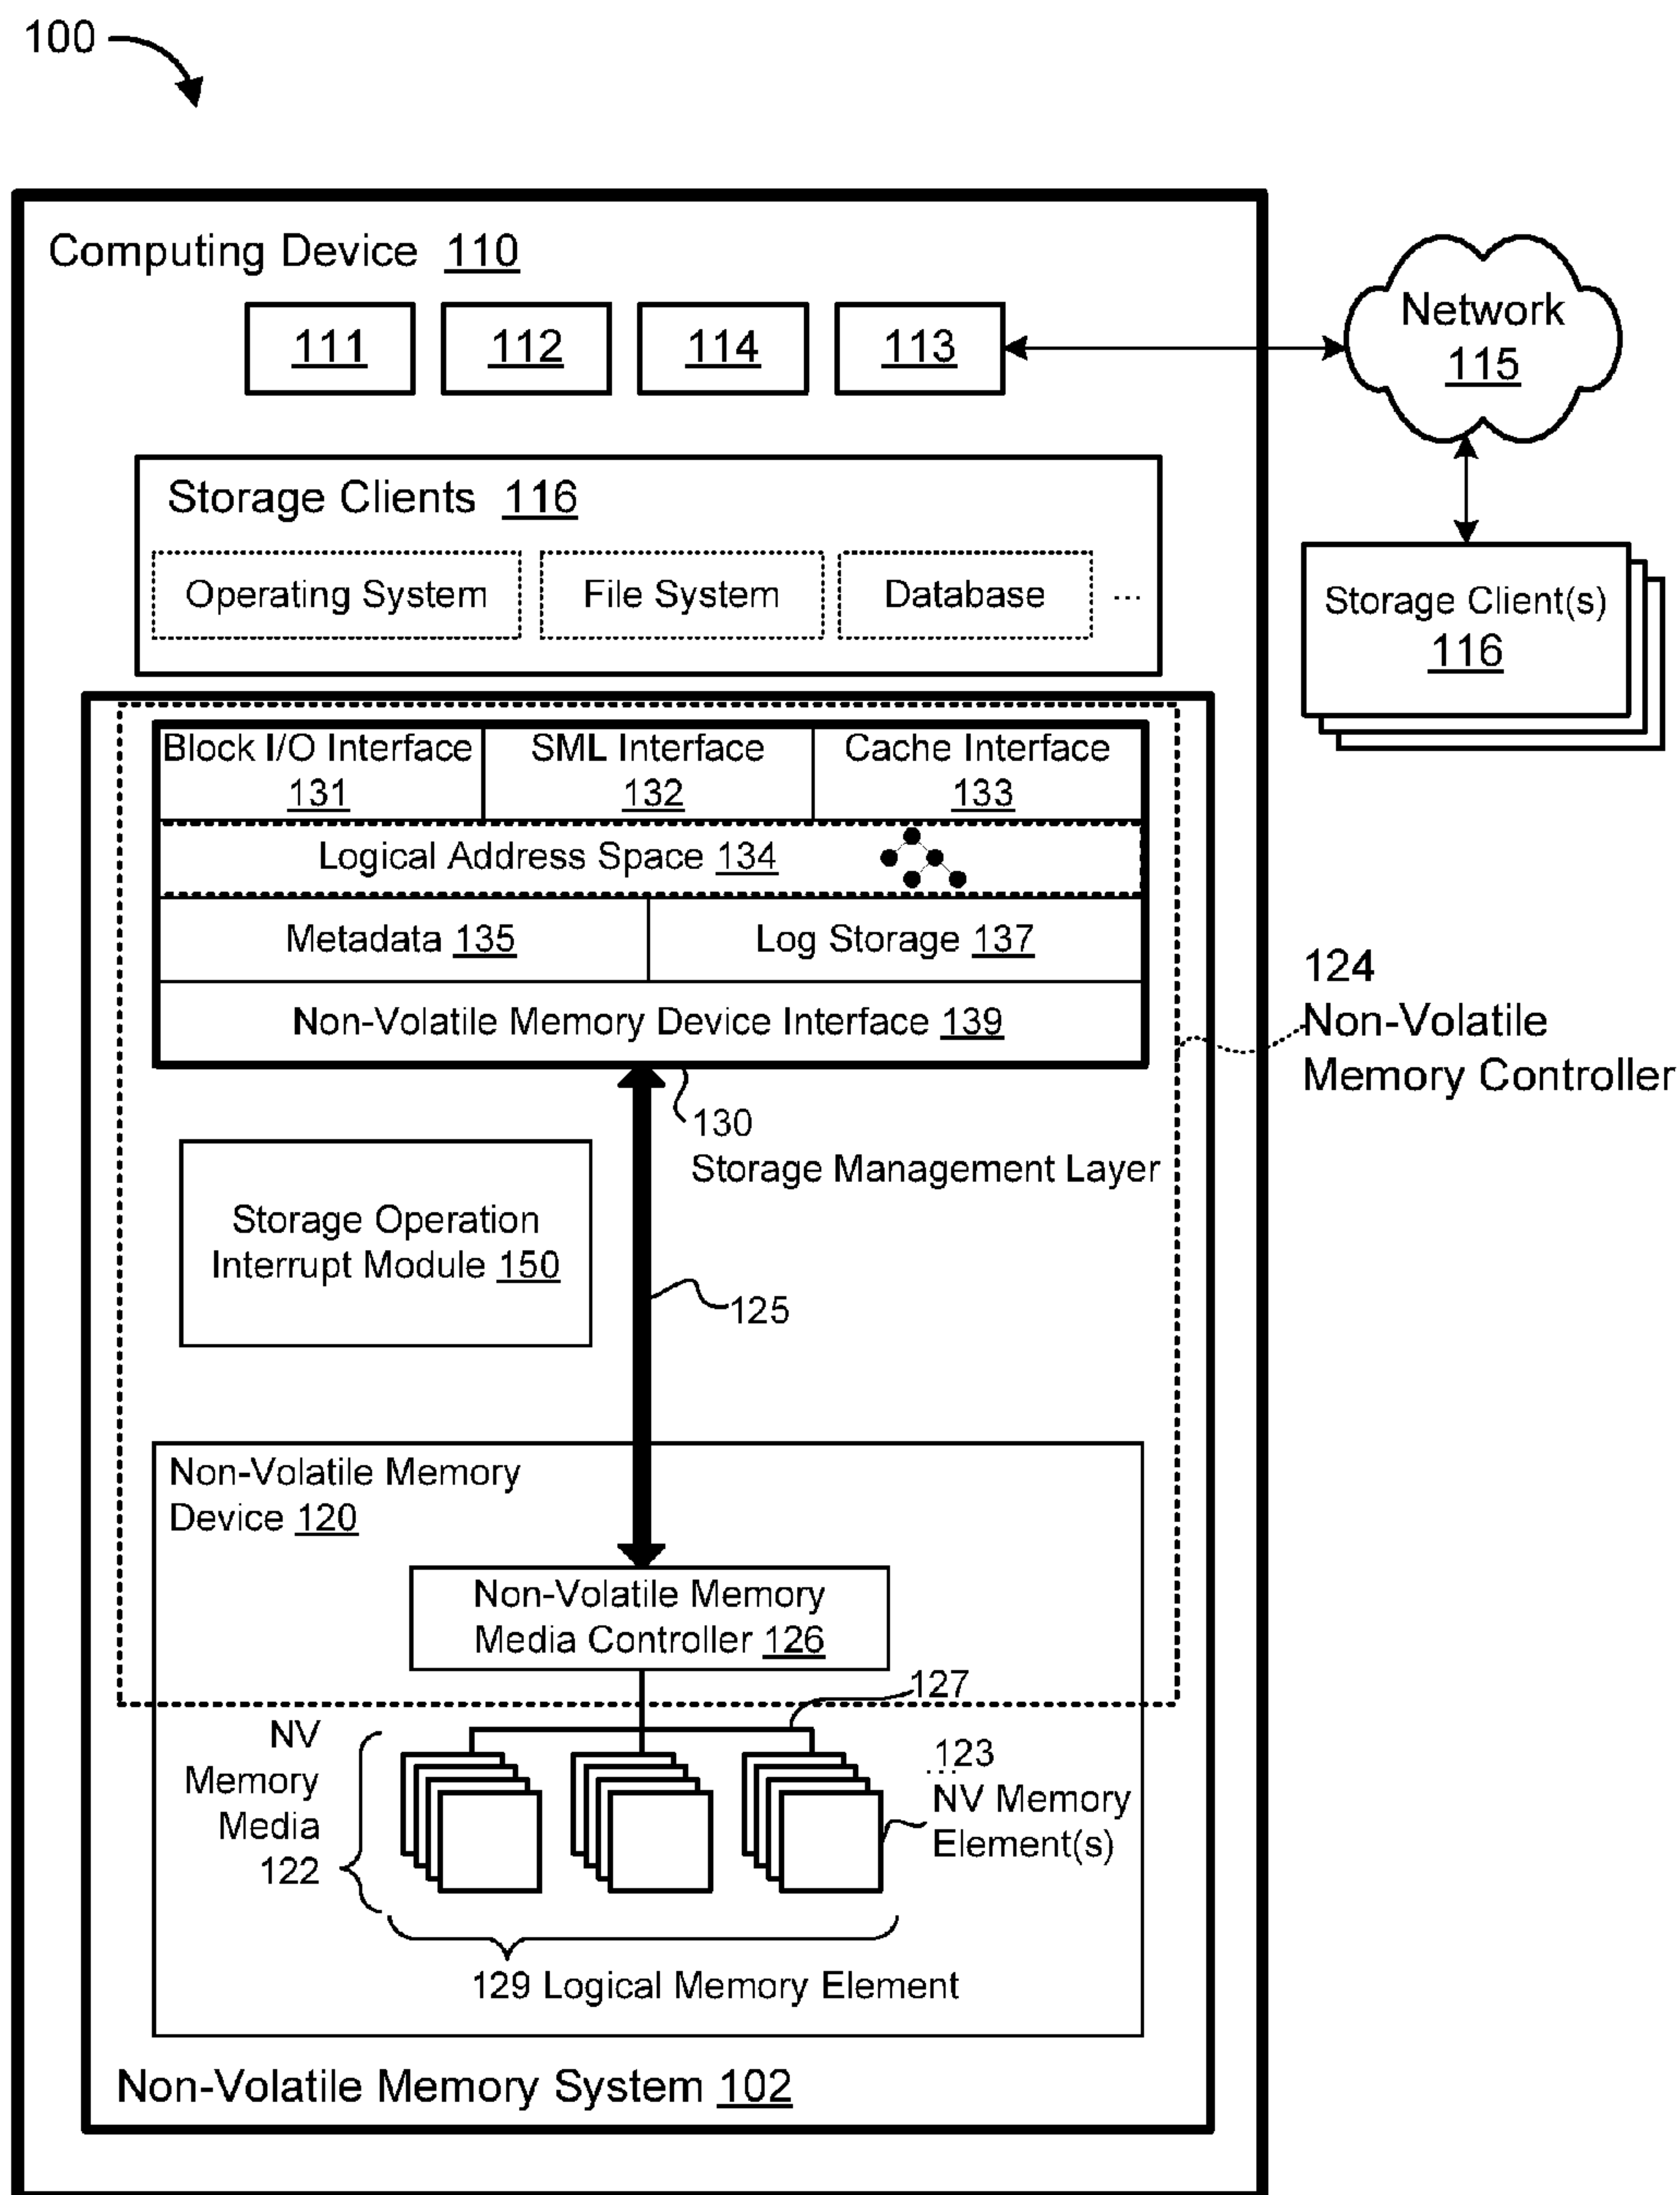 100
Computing Device 110
111 112 114 113
Network
115
Storage Clients 116
Operating System File System Database ...
Storage Client(s)
116
Block I/O Interface
131
SML Interface
132
Cache Interface
133
Logical Address Space 134
Metadata 135 Log Storage 137
Non-Volatile Memory Device Interface 139
124
Non-Volatile
Memory Controller
130
Storage Management Layer
Storage Operation
Interrupt Module 150
125
Non-Volatile Memory
Device 120
Non-Volatile Memory
Media Controller 126
127
NV
Memory
Media
122
...
123
NV Memory
Element(s)
129 Logical Memory Element
Non-Volatile Memory System 102